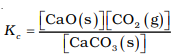 K_c = [CaO(s)][CO_2(g)] / [CaCO_3(s)]